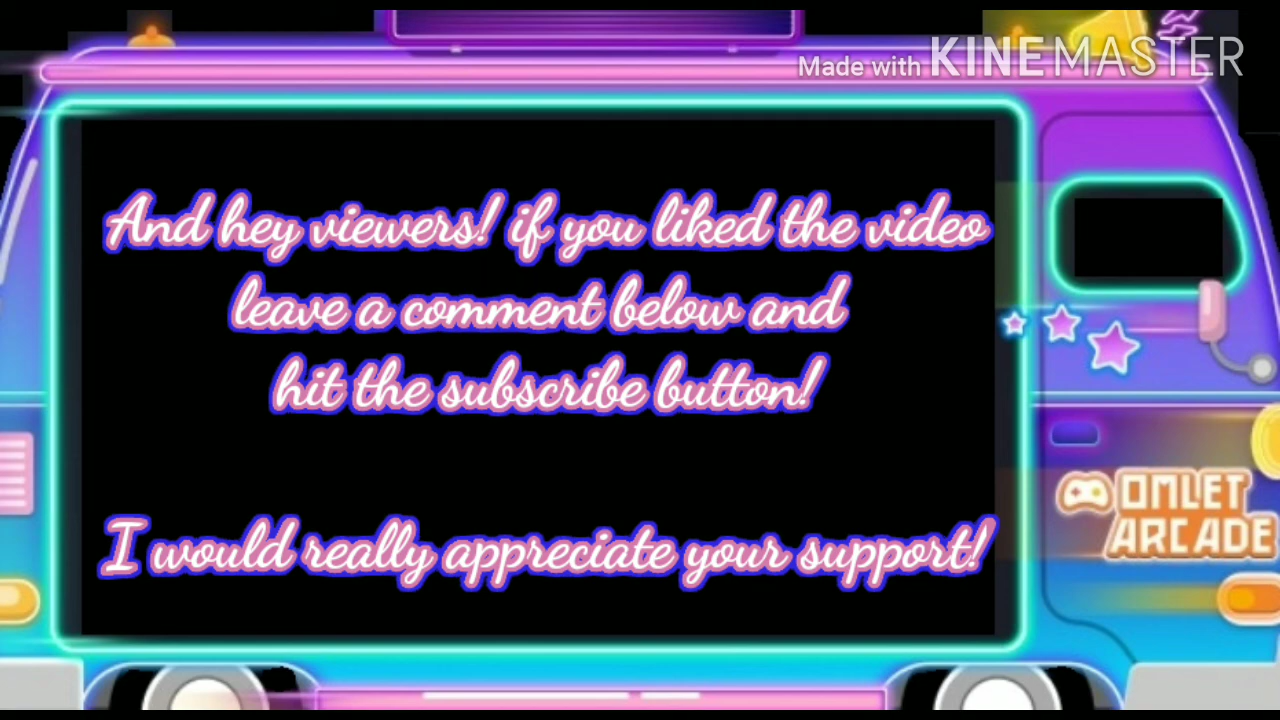 Made with KINEMASTER
And hey viewers! if you liked the video
leave a comment below and
hit the subscribe button!
I would really appreciate your support!
OMLET
ARCADE